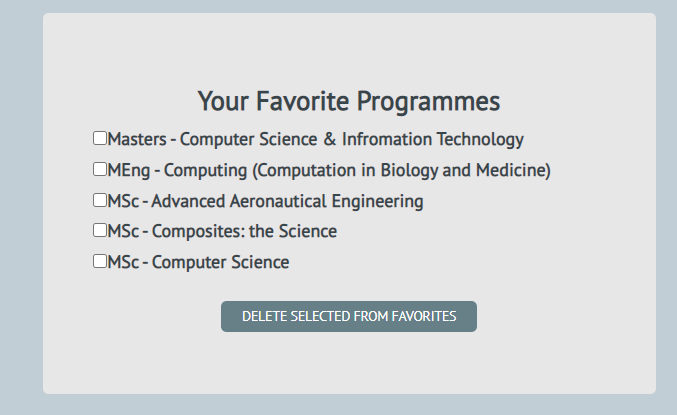 Your Favorite Programmes
Masters - Computer Science & Infromation Technology
MEng - Computing (Computation in Biology and Medicine)
MSc - Advanced Aeronautical Engineering
MSc - Composites: the Science
MSc - Computer Science
DELETE SELECTED FROM FAVORITES